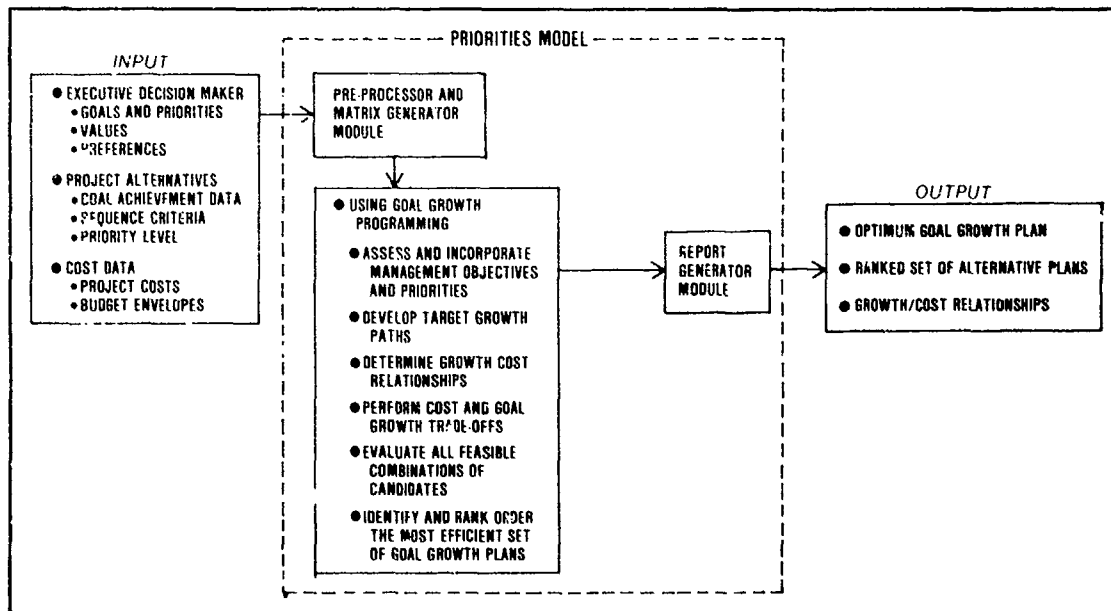 PRIORITIES MODEL
INPUT
● EXECUTIVE DECISION MAKER
• GOALS AND PRIORITIES
• VALUES
• PREFERENCES
● PROJECT ALTERNATIVES
• GOAL ACHIEVEMENT DATA
• SEQUENCE CRITERIA
• PRIORITY LEVEL
● COST DATA
• PROJECT COSTS
• BUDGET ENVELOPES
PRE-PROCESSOR AND
MATRIX GENERATOR
MODULE
● USING GOAL GROWTH
PROGRAMMING
● ASSESS AND INCORPORATE
MANAGEMENT OBJECTIVES
AND PRIORITIES
● DEVELOP TARGET GROWTH
PATHS
● DETERMINE GROWTH COST
RELATIONSHIPS
● PERFORM COST AND GOAL
GROWTH TRADE-OFFS
● EVALUATE ALL FEASIBLE
COMBINATIONS OF
CANDIDATES
● IDENTIFY AND RANK ORDER
THE MOST EFFICIENT SET
OF GOAL GROWTH PLANS
REPORT
GENERATOR
MODULE
OUTPUT
● OPTIMUM GOAL GROWTH PLAN
● RANKED SET OF ALTERNATIVE PLANS
● GROWTH/COST RELATIONSHIPS